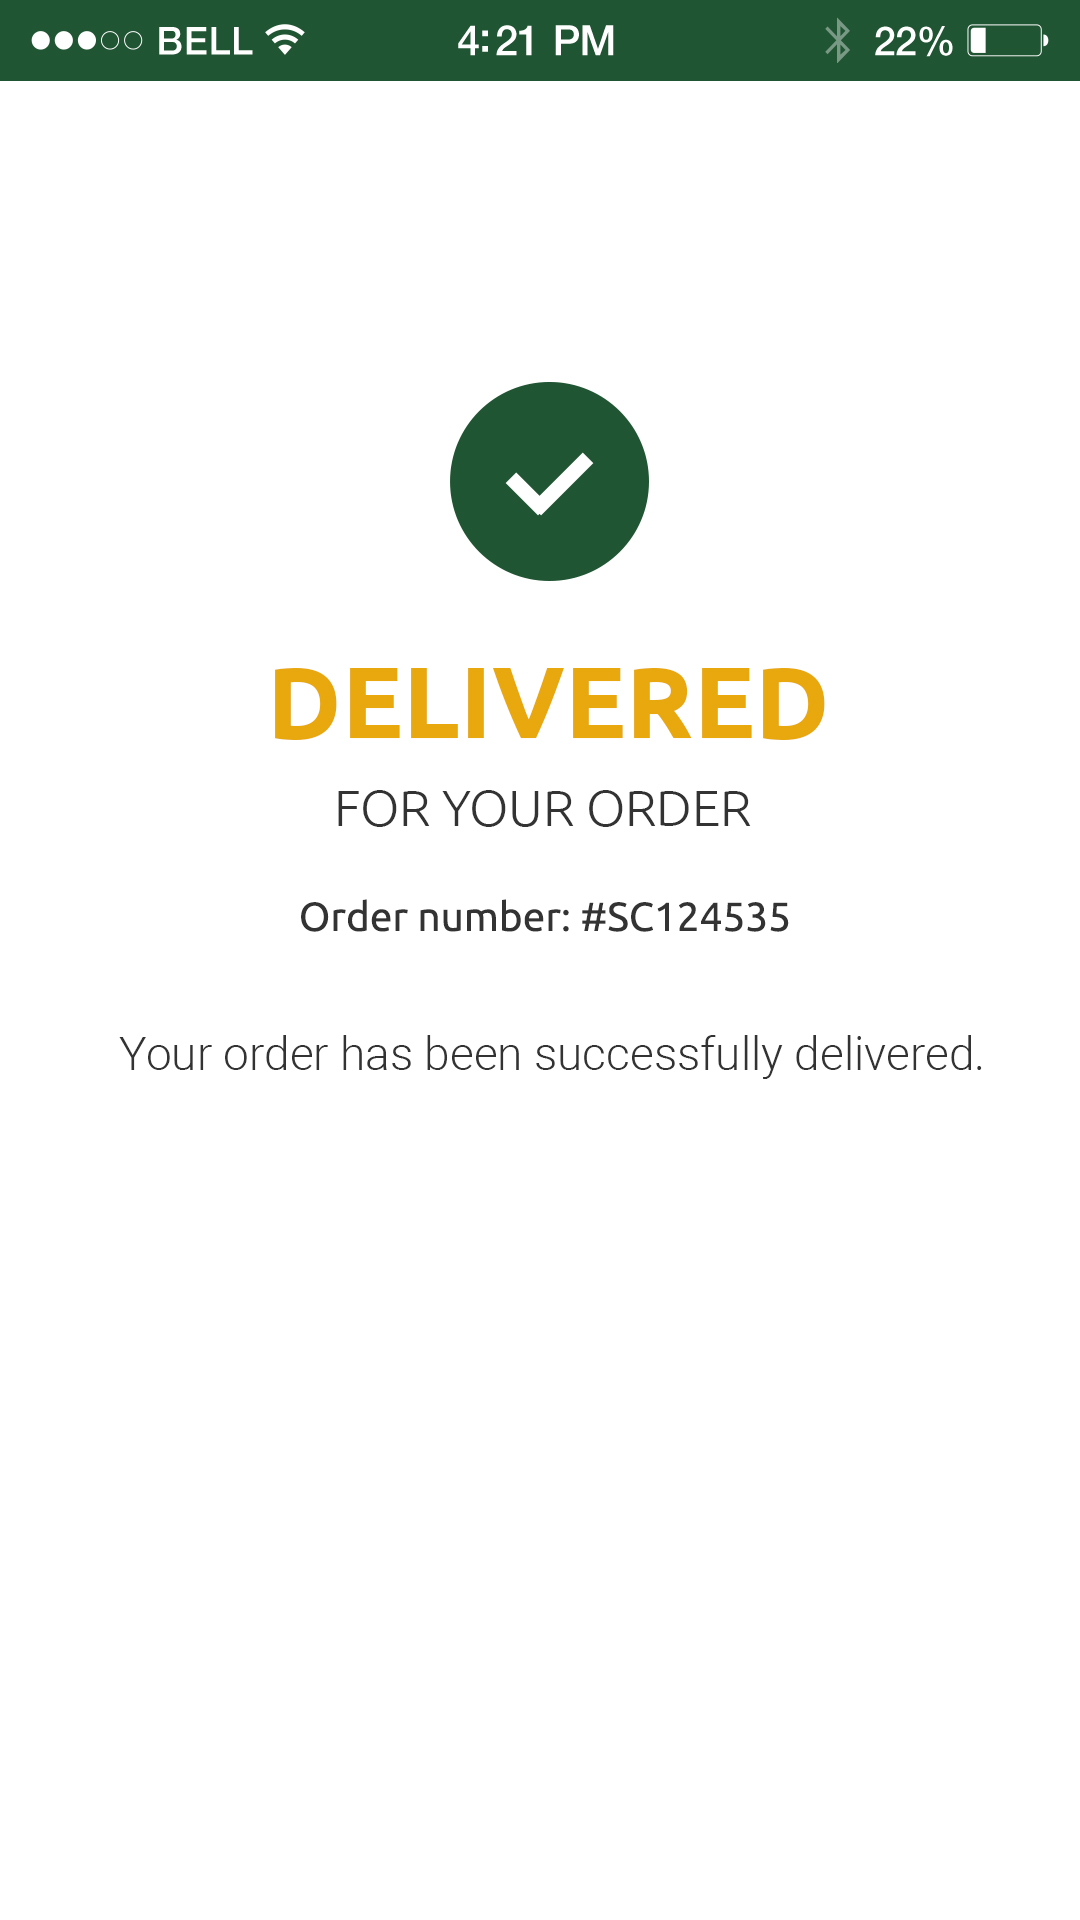 BELL 4:21 PM 22%
DELIVERED
FOR YOUR ORDER
Order number: #SC124535
Your order has been successfully delivered.